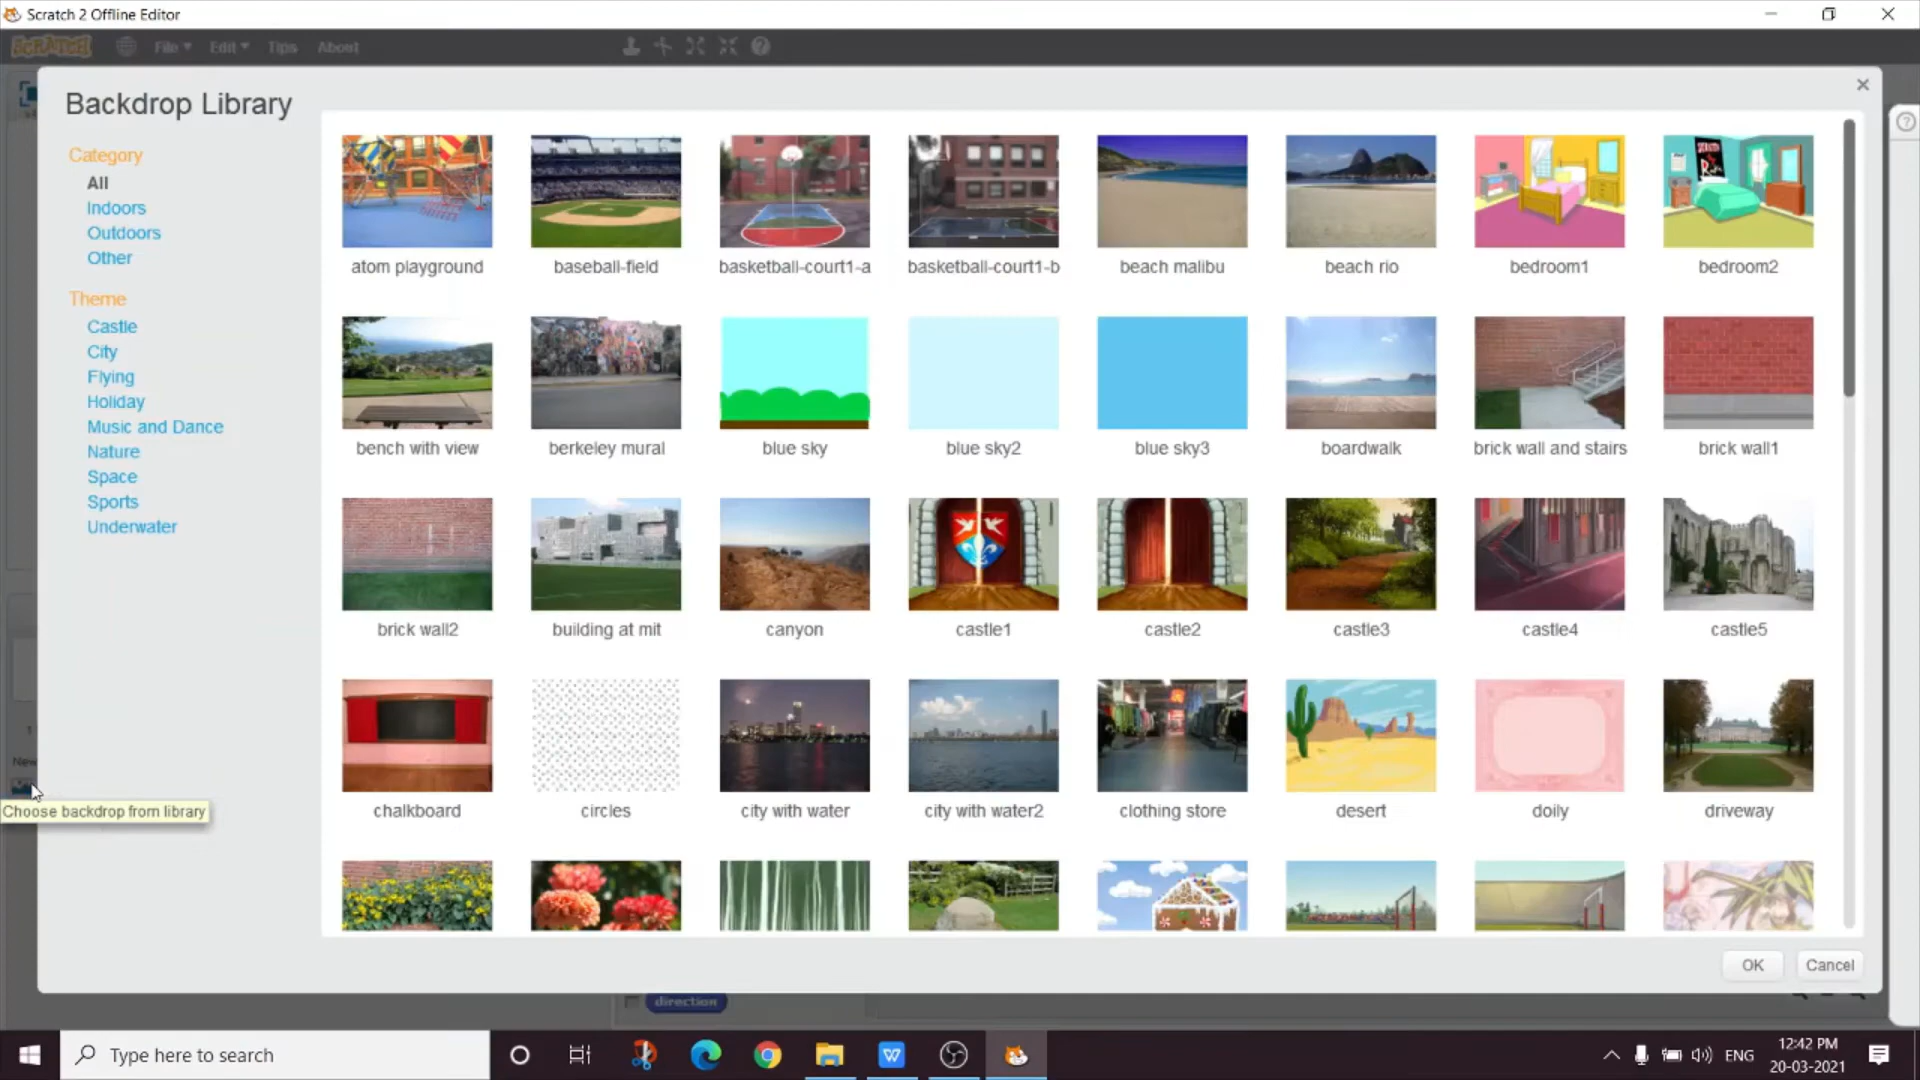 Scratch 2 Offline Editor
SCRATCH File Edit Tips About
Backdrop Library
Category
All
Indoors
Outdoors
Other
Theme
Castle
City
Flying
Holiday
Music and Dance
Nature
Space
Sports
Underwater
atom playground baseball-field basketball-court1-a basketball-court1-b beach malibu beach rio bedroom1 bedroom2
bench with view berkeley mural blue sky blue sky2 blue sky3 boardwalk brick wall and stairs brick wall1
brick wall2 building at mit canyon castle1 castle2 castle3 castle4 castle5
chalkboard circles city with water city with water2 clothing store desert doily driveway
New
Choose backdrop from library
OK Cancel
direction
Type here to search
ENG
12:42 PM
20-03-2021